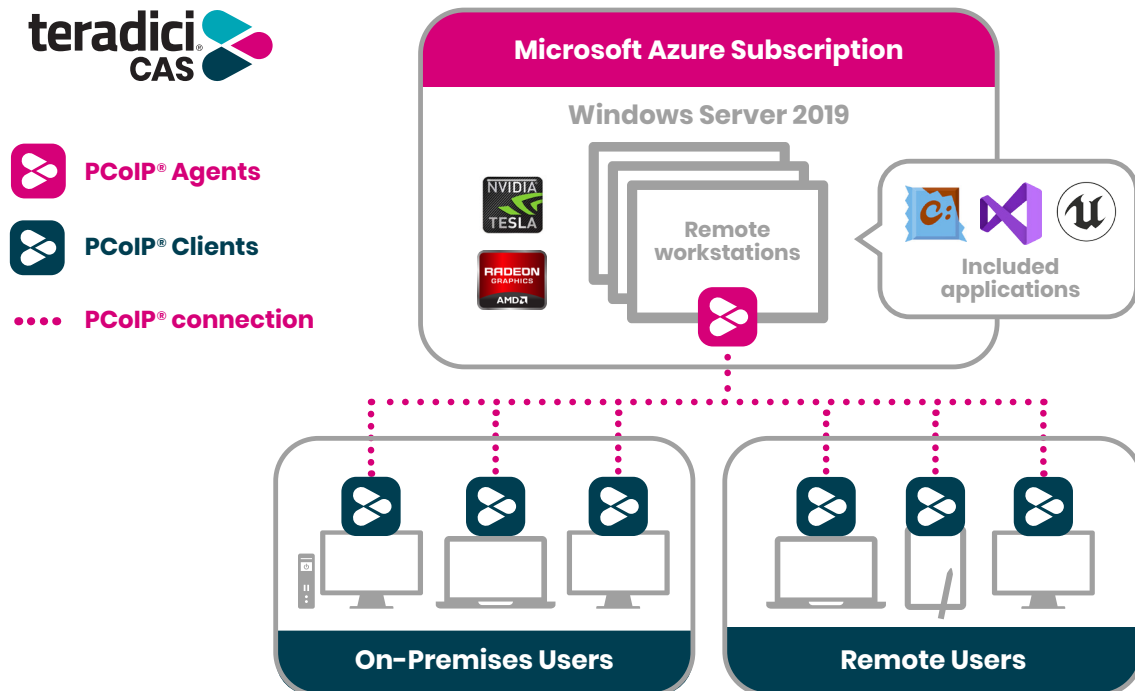 teradici®
CAS
Microsoft Azure Subscription
Windows Server 2019
PCoIP® Agents
PCoIP® Clients
PCoIP® connection
NVIDIA
TESLA
RADEON
GRAPHICS
AMD
Remote
workstations
C:
Included
applications
On-Premises Users
Remote Users